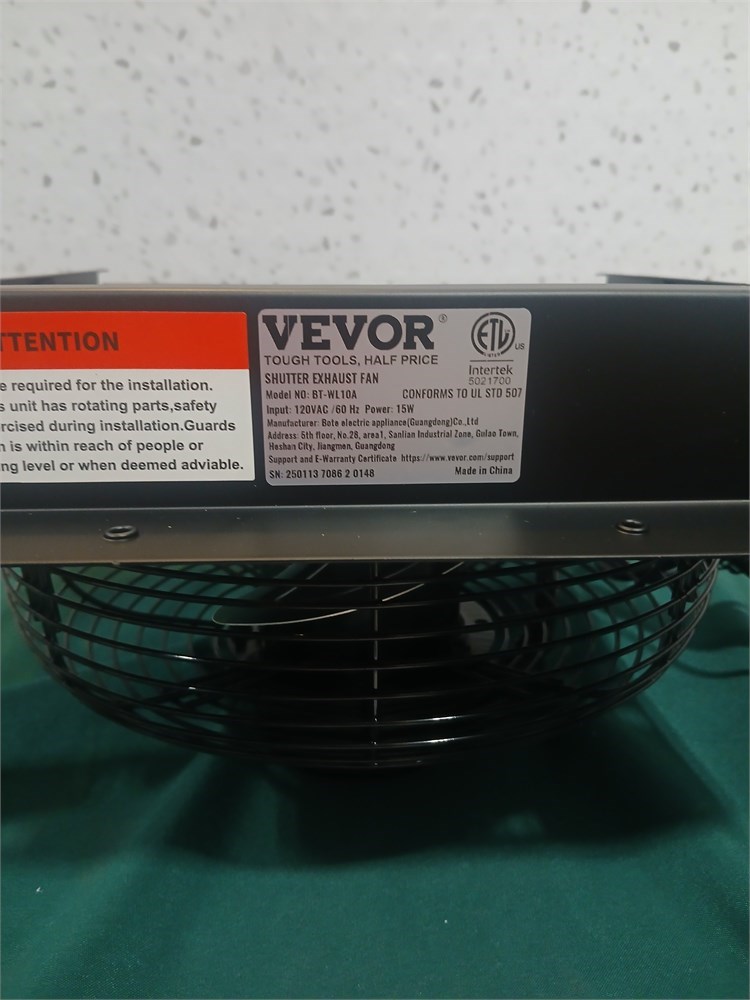 TTENTION
e required for the installation.
s unit has rotating parts,safety
rcised during installation.Guards
n is within reach of people or
ng level or when deemed adviable.
VEVOR®
TOUGH TOOLS, HALF PRICE
SHUTTER EXHAUST FAN
Model NO: BT-WL10A
CONFORMS TO UL STD 507
Input: 120VAC /60 Hz Power: 15W
Manufacturer: Bote electric appliance(Guangdong)Co.,Ltd
Address: 5th floor, No.28, area1, Sanlian Industrial Zone, Gulao Town,
Heshan City, Jiangmen, Guangdong
Support and E-Warranty Certificate https://www.vevor.com/support
SN: 250113 7086 2 0148
Made in China
ETL
US
Intertek
5021700